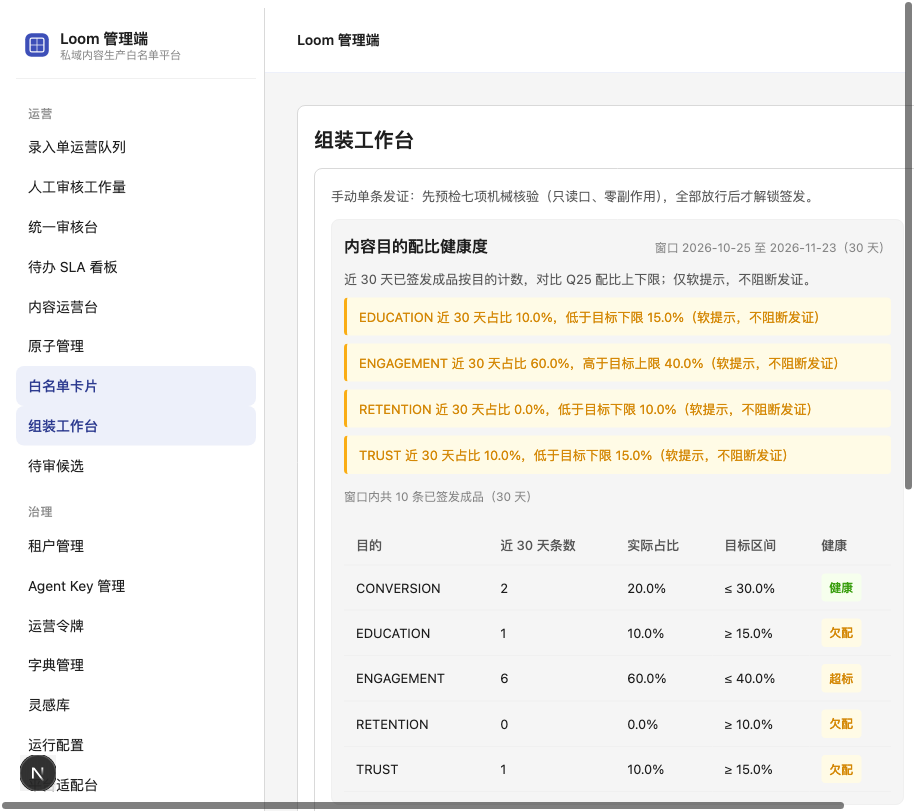 Loom 管理端
私域内容生产白名单平台
运营
录入单运营队列
人工审核工作量
统一审核台
待办 SLA 看板
内容运营台
原子管理
白名单卡片
组装工作台
待审候选
治理
租户管理
Agent Key 管理
运营令牌
字典管理
灵感库
运行配置
N
适配台
Loom 管理端
组装工作台
手动单条发证：先预检七项机械核验（只读口、零副作用），全部放行后才解锁签发。
内容目的配比健康度 窗口 2026-10-25 至 2026-11-23（30 天）
近 30 天已签发成品按目的计数，对比 Q25 配比上下限；仅软提示，不阻断发证。
EDUCATION 近 30 天占比 10.0%，低于目标下限 15.0%（软提示，不阻断发证）
ENGAGEMENT 近 30 天占比 60.0%，高于目标上限 40.0%（软提示，不阻断发证）
RETENTION 近 30 天占比 0.0%，低于目标下限 10.0%（软提示，不阻断发证）
TRUST 近 30 天占比 10.0%，低于目标下限 15.0%（软提示，不阻断发证）
窗口内共 10 条已签发成品（30 天）
目的 近 30 天条数 实际占比 目标区间 健康
CONVERSION 2 20.0% ≤ 30.0% 健康
EDUCATION 1 10.0% ≥ 15.0% 欠配
ENGAGEMENT 6 60.0% ≤ 40.0% 超标
RETENTION 0 0.0% ≥ 10.0% 欠配
TRUST 1 10.0% ≥ 15.0% 欠配